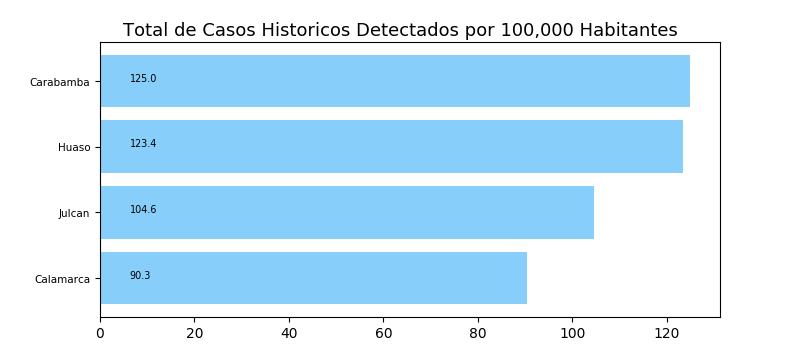 Total de Casos Historicos Detectados por 100,000 Habitantes
Carabamba 125.0
Huaso 123.4
Julcan 104.6
Calamarca 90.3
0 20 40 60 80 100 120